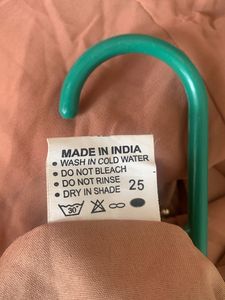 MADE IN INDIA
• WASH IN COLD WATER
• DO NOT BLEACH
• DO NOT RINSE
• DRY IN SHADE 25
30°